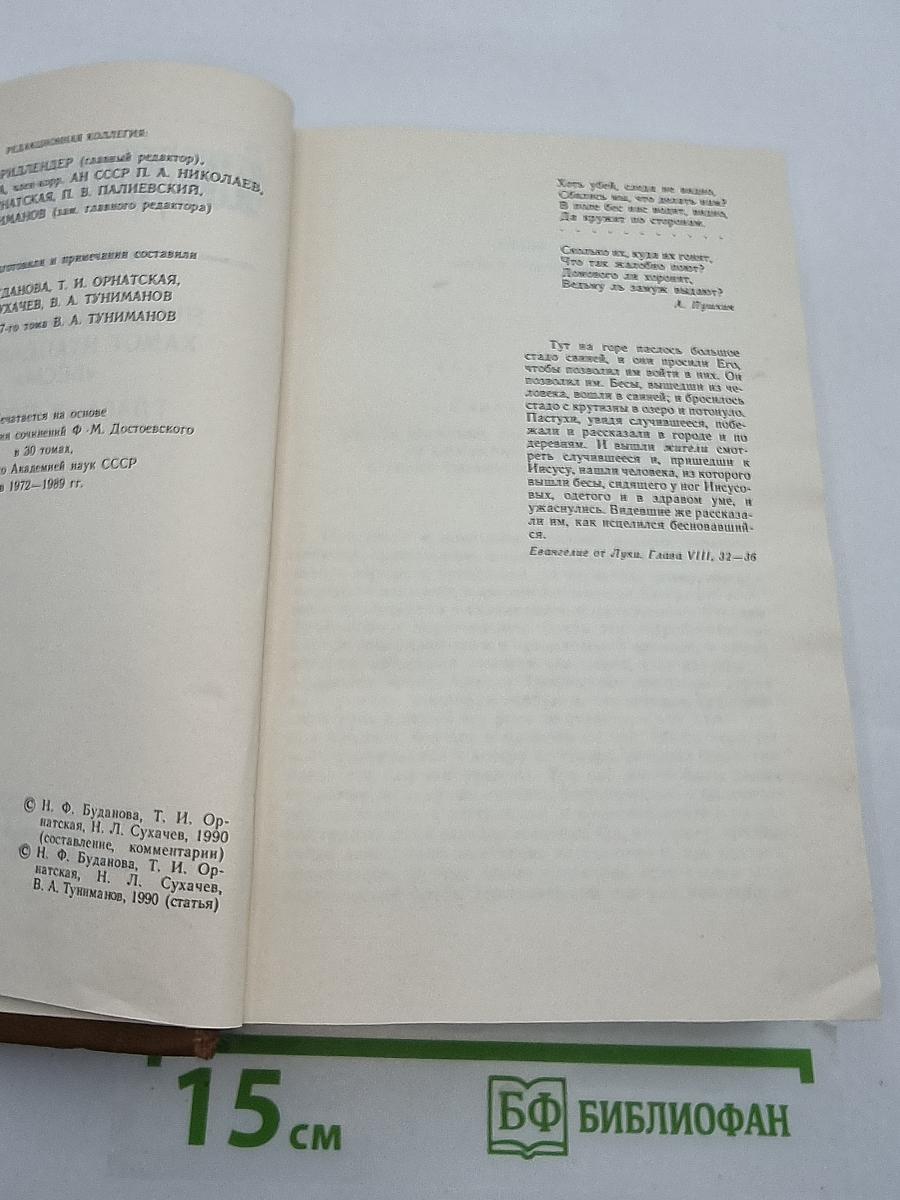 РЕДАКЦИОННАЯ КОЛЛЕГИЯ:
РИДЛЕНДЕР (главный редактор),
член-корр. АН СССР П. А. НИКОЛАЕВ,
НАТСКАЯ, П. В. ПАЛИЕВСКИЙ,
ИМАНОВ (зам. главного редактора)
готовили и примечания составили
ДАНОВА, Т. И. ОРНАТСКАЯ,
УХАЧЕВ, В. А. ТУНИМАНОВ
7-го тома В. А. ТУНИМАНОВ
ечатается на основе
ия сочинений Ф. М. Достоевского
в 30 томах,
о Академией наук СССР
в 1972—1989 гг.
© Н. Ф. Буданова, Т. И. Ор-
натская, Н. Л. Сухачев, 1990
(составление, комментарии)
© Н. Ф. Буданова, Т. И. Ор-
натская, Н. Л. Сухачев,
В. А. Туниманов, 1990 (статья)
Хоть убей, следа не видно,
Сбились мы, что делать нам?
В поле бес нас водит, видно,
Да кружит по сторонам.
. . . . . . . . . . .
Сколько их, куда их гонят,
Что так жалобно поют?
Домового ли хоронят,
Ведьму ль замуж выдают?
А. Пушкин
Тут на горе паслось большое
стадо свиней, и они просили Его,
чтобы позволил им войти в них. Он
позволил им. Бесы, вышедши из че-
ловека, вошли в свиней; и бросилось
стадо с крутизны в озеро и потонуло.
Пастухи, увидя случившееся, побе-
жали и рассказали в городе и по
деревням. И вышли жители смот-
реть случившееся и, пришедши к
Иисусу, нашли человека, из которого
вышли бесы, сидящего у ног Иисусо-
вых, одетого и в здравом уме, и
ужаснулись. Видевшие же рассказа-
ли им, как исцелился бесновавший-
ся.
Евангелие от Луки. Глава VIII, 32—36
15 см
БФ БИБЛИОФАН